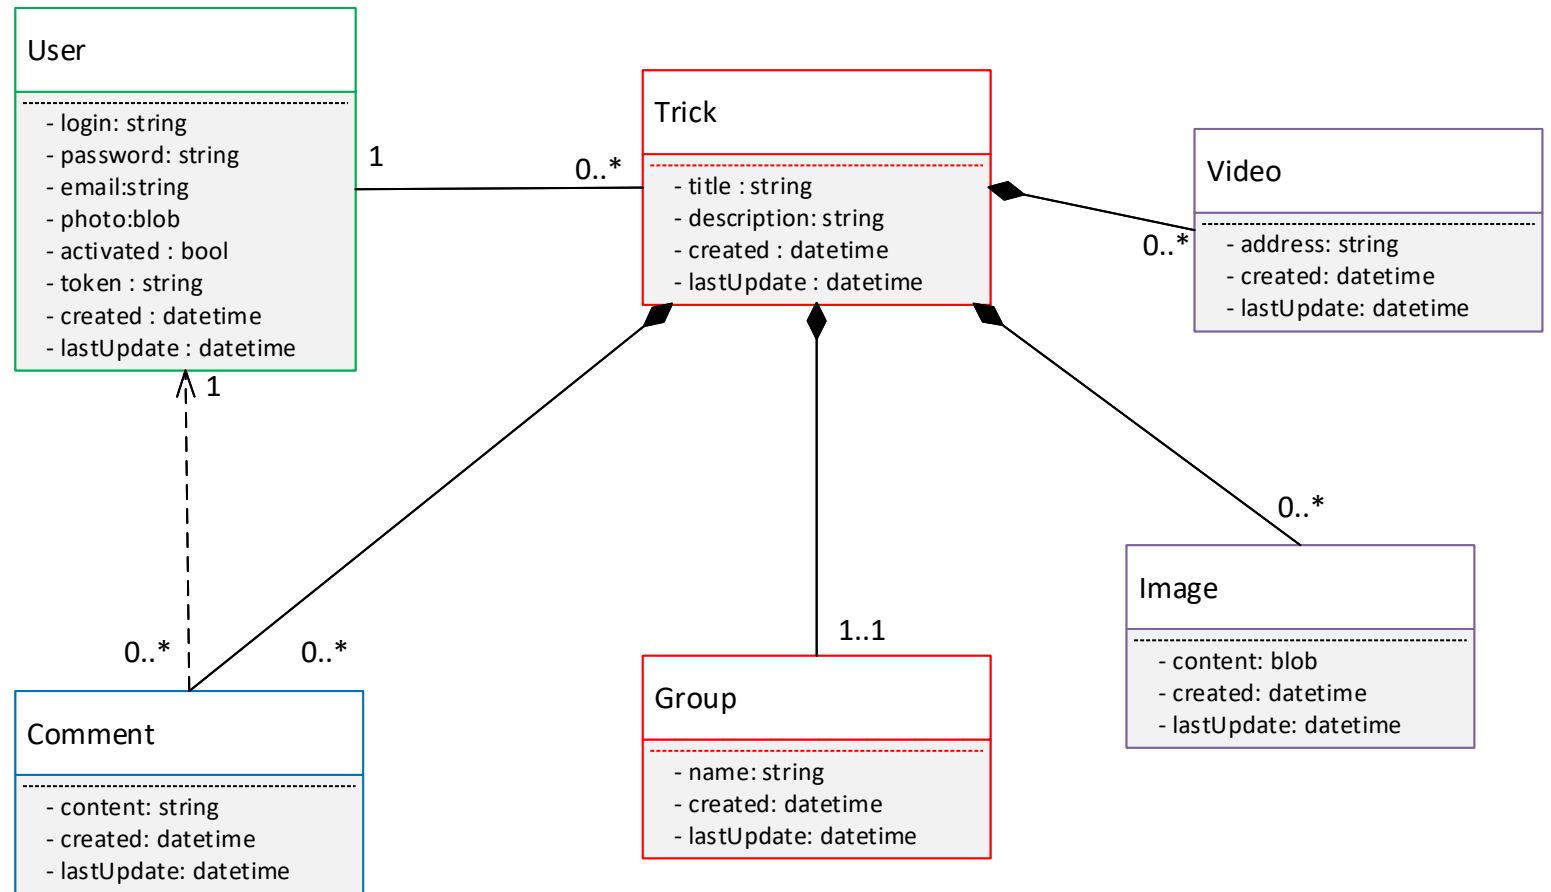 User
- login: string
- password: string
- email:string
- photo:blob
- activated : bool
- token : string
- created : datetime
- lastUpdate : datetime
1
0..*
Trick
- title : string
- description: string
- created : datetime
- lastUpdate : datetime
0..*
Video
- address: string
- created: datetime
- lastUpdate: datetime
1
0..*
0..*
1..1
0..*
Comment
- content: string
- created: datetime
- lastUpdate: datetime
Group
- name: string
- created: datetime
- lastUpdate: datetime
Image
- content: blob
- created: datetime
- lastUpdate: datetime